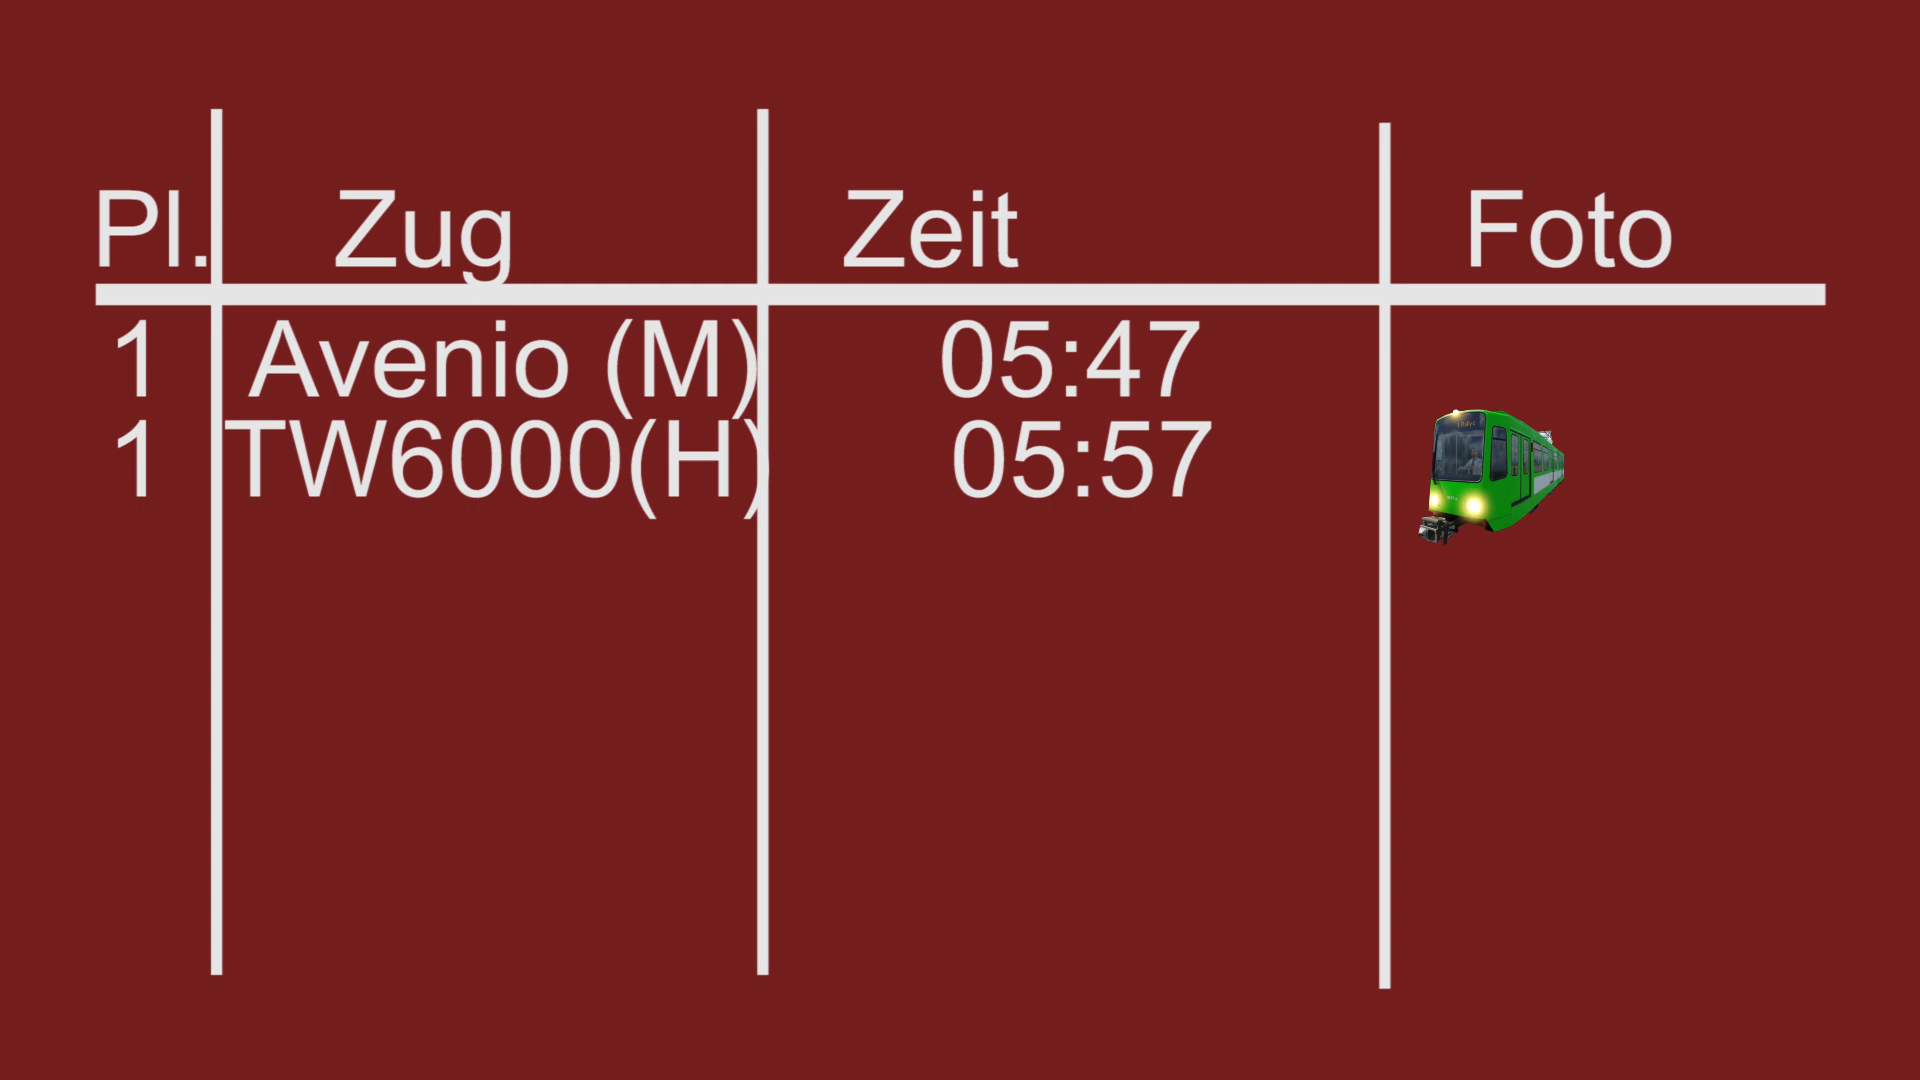 Pl. Zug Zeit Foto
1 Avenio (M) 05:47
1 TW6000(H) 05:57